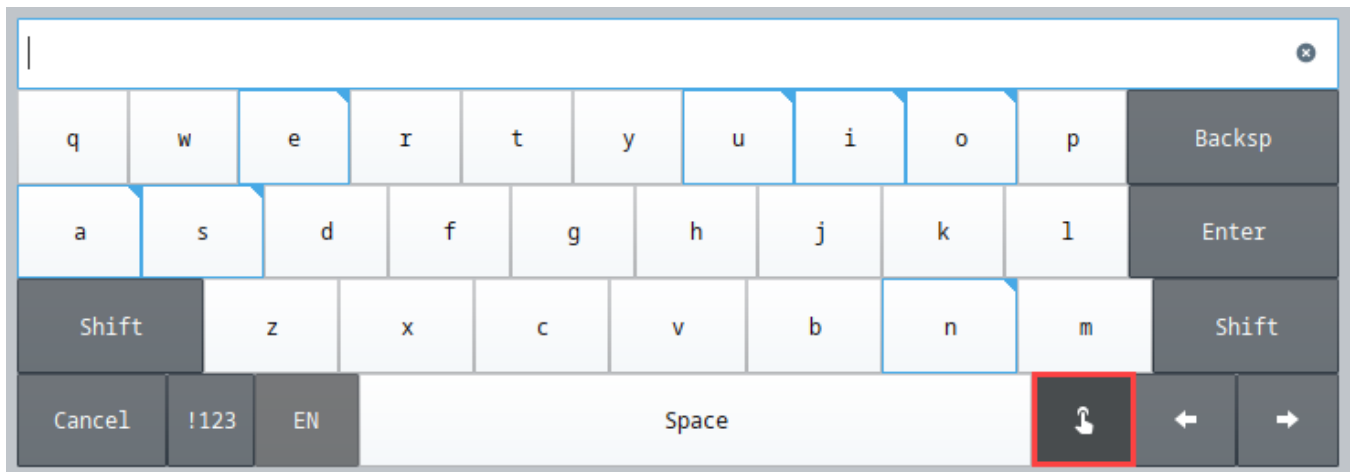 q w e r t y u i o p Backsp
a s d f g h j k l Enter
Shift z x c v b n m Shift
Cancel !123 EN Space